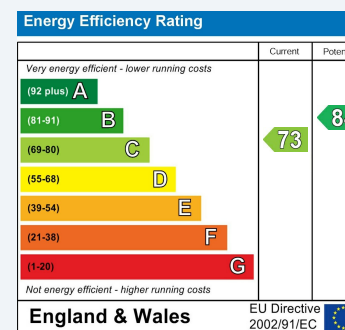 Energy Efficiency Rating
Current
Very energy efficient - lower running costs
(92 plus) A
(81-91) B
(69-80) C
73
(55-68) D
(39-54) E
(21-38) F
(1-20) G
Not energy efficient - higher running costs
England & Wales
EU Directive
2002/91/EC